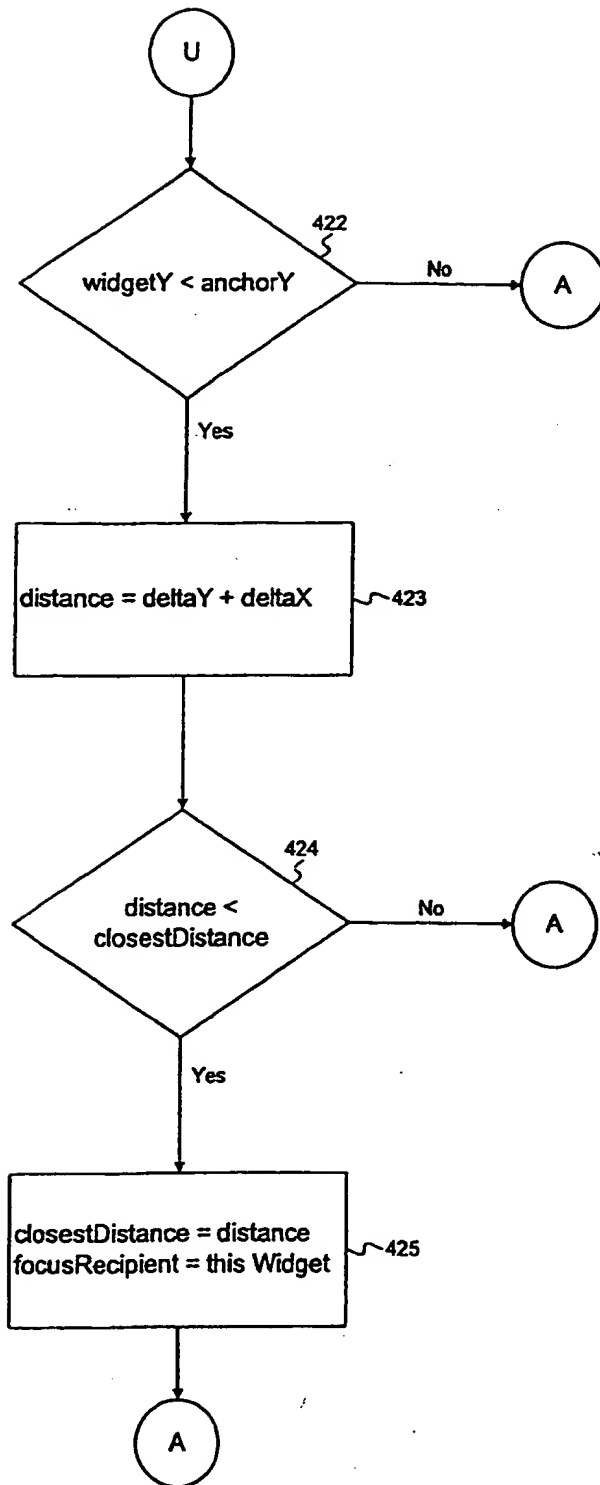 U
422
widgetY < anchorY
No
A
Yes
distance = deltaY + deltaX
423
424
distance <
closestDistance
No
A
Yes
closestDistance = distance
focusRecipient = this Widget
425
A